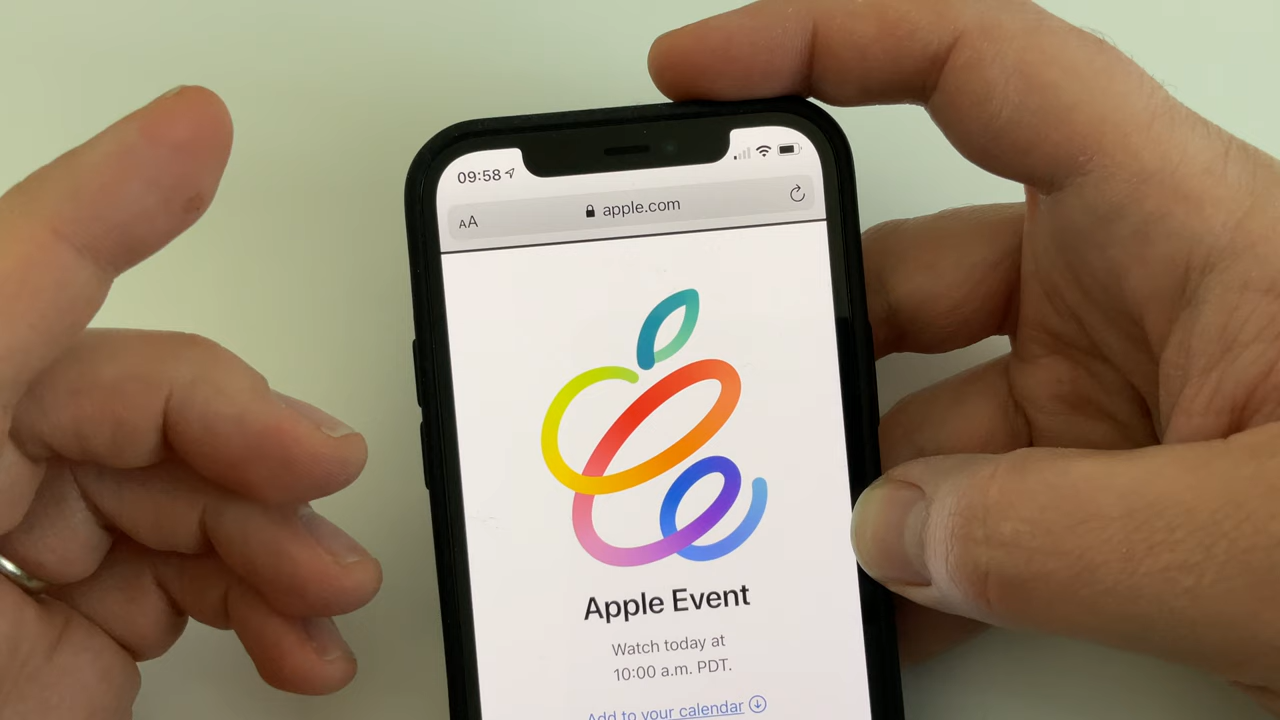 09:58
AA apple.com
Apple Event
Watch today at
10:00 a.m. PDT.
Add to your calendar